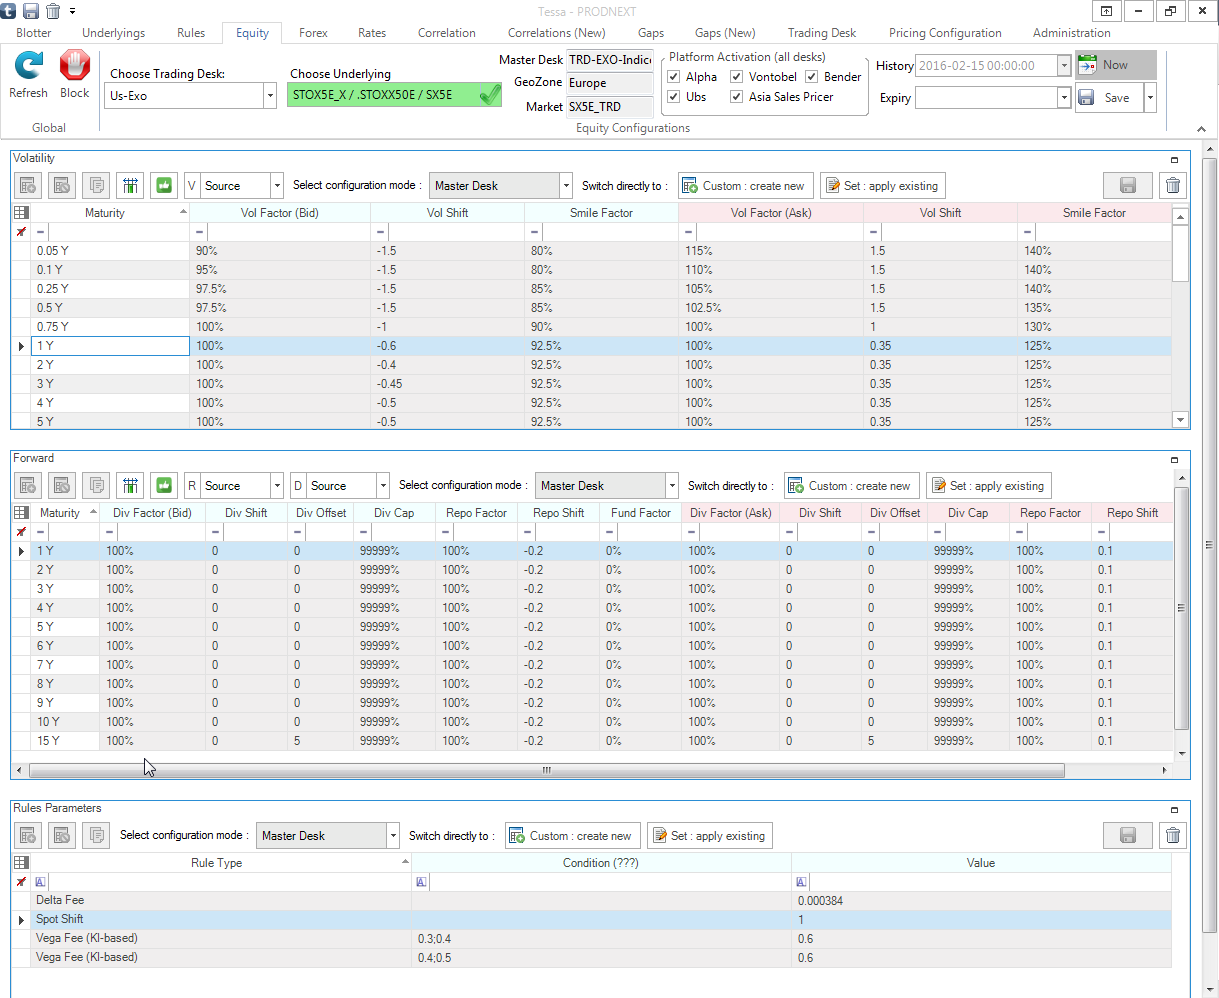 Tessa - PRODNEXT
Blotter Underlyings Rules Equity Forex Rates Correlation Correlations (New) Gaps Gaps (New) Trading Desk Pricing Configuration Administration
Refresh Block
Global
Choose Trading Desk:
Us-Exo
Choose Underlying
STOX5E_X / .STOXX50E / SX5E
Master Desk TRD-EXO-Indice
GeoZone Europe
Market SX5E_TRD
Platform Activation (all desks)
Alpha Vontobel Bender
Ubs Asia Sales Pricer
Equity Configurations
History 2016-02-15 00:00:00 Now
Expiry Save
Volatility
V Source Select configuration mode : Master Desk Switch directly to : Custom : create new Set : apply existing
Maturity Vol Factor (Bid) Vol Shift Smile Factor Vol Factor (Ask) Vol Shift Smile Factor
= = = = = = =
0.05 Y 90% -1.5 80% 115% 1.5 140%
0.1 Y 95% -1.5 80% 110% 1.5 140%
0.25 Y 97.5% -1.5 85% 105% 1.5 140%
0.5 Y 97.5% -1.5 85% 102.5% 1.5 135%
0.75 Y 100% -1 90% 100% 1 130%
1 Y 100% -0.6 92.5% 100% 0.35 125%
2 Y 100% -0.4 92.5% 100% 0.35 125%
3 Y 100% -0.45 92.5% 100% 0.35 125%
4 Y 100% -0.5 92.5% 100% 0.35 125%
5 Y 100% -0.5 92.5% 100% 0.35 125%
Forward
R Source D Source Select configuration mode : Master Desk Switch directly to : Custom : create new Set : apply existing
Maturity Div Factor (Bid) Div Shift Div Offset Div Cap Repo Factor Repo Shift Fund Factor Div Factor (Ask) Div Shift Div Offset Div Cap Repo Factor Repo Shift
= = = = = = = = = = = = = =
1 Y 100% 0 0 99999% 100% -0.2 0% 100% 0 0 99999% 100% 0.1
2 Y 100% 0 0 99999% 100% -0.2 0% 100% 0 0 99999% 100% 0.1
3 Y 100% 0 0 99999% 100% -0.2 0% 100% 0 0 99999% 100% 0.1
4 Y 100% 0 0 99999% 100% -0.2 0% 100% 0 0 99999% 100% 0.1
5 Y 100% 0 0 99999% 100% -0.2 0% 100% 0 0 99999% 100% 0.1
6 Y 100% 0 0 99999% 100% -0.2 0% 100% 0 0 99999% 100% 0.1
7 Y 100% 0 0 99999% 100% -0.2 0% 100% 0 0 99999% 100% 0.1
8 Y 100% 0 0 99999% 100% -0.2 0% 100% 0 0 99999% 100% 0.1
9 Y 100% 0 0 99999% 100% -0.2 0% 100% 0 0 99999% 100% 0.1
10 Y 100% 0 0 99999% 100% -0.2 0% 100% 0 0 99999% 100% 0.1
15 Y 100% 0 5 99999% 100% -0.2 0% 100% 0 5 99999% 100% 0.1
Rules Parameters
Select configuration mode : Master Desk Switch directly to : Custom : create new Set : apply existing
Rule Type Condition (???) Value
A A A
Delta Fee 0.000384
Spot Shift 1
Vega Fee (KI-based) 0.3;0.4 0.6
Vega Fee (KI-based) 0.4;0.5 0.6